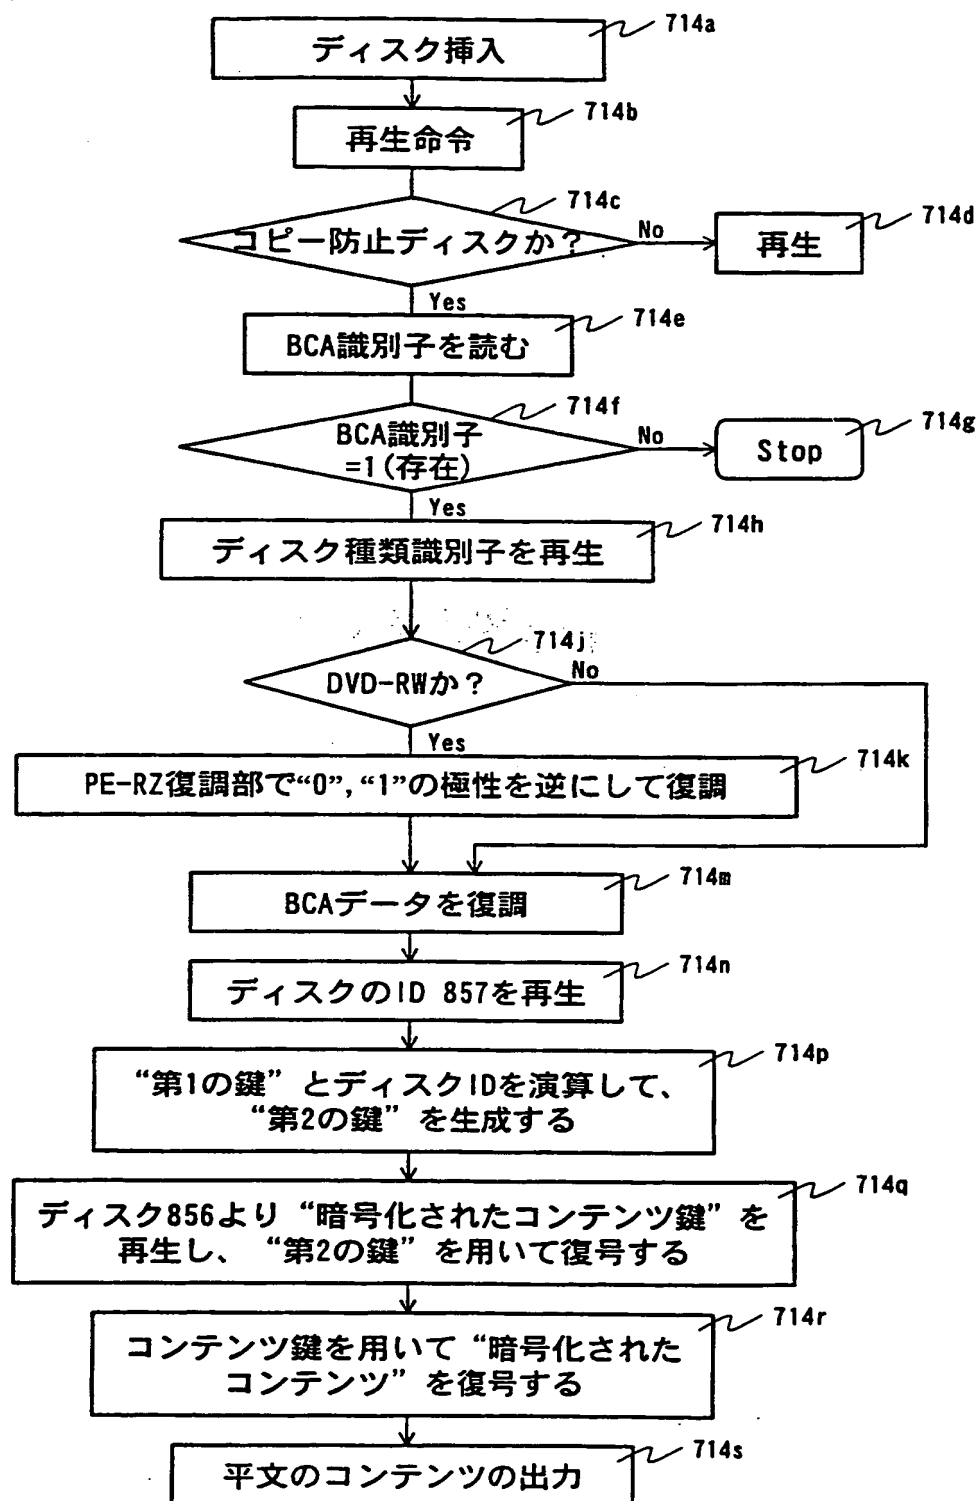 714a
ディスク挿入
714b
再生命令
714c
コピー防止ディスクか？
No
714d
再生
Yes
714e
BCA識別子を読む
714f
BCA識別子
=1(存在)
No
714g
Stop
Yes
714h
ディスク種類識別子を再生
714j
DVD-RWか？
No
Yes
714k
PE-RZ復調部で“0”,“1”の極性を逆にして復調
714m
BCAデータを復調
714n
ディスクのID 857を再生
714p
“第1の鍵”とディスクIDを演算して、
“第2の鍵”を生成する
714q
ディスク856より“暗号化されたコンテンツ鍵”を
再生し、“第2の鍵”を用いて復号する
714r
コンテンツ鍵を用いて“暗号化された
コンテンツ”を復号する
714s
平文のコンテンツの出力